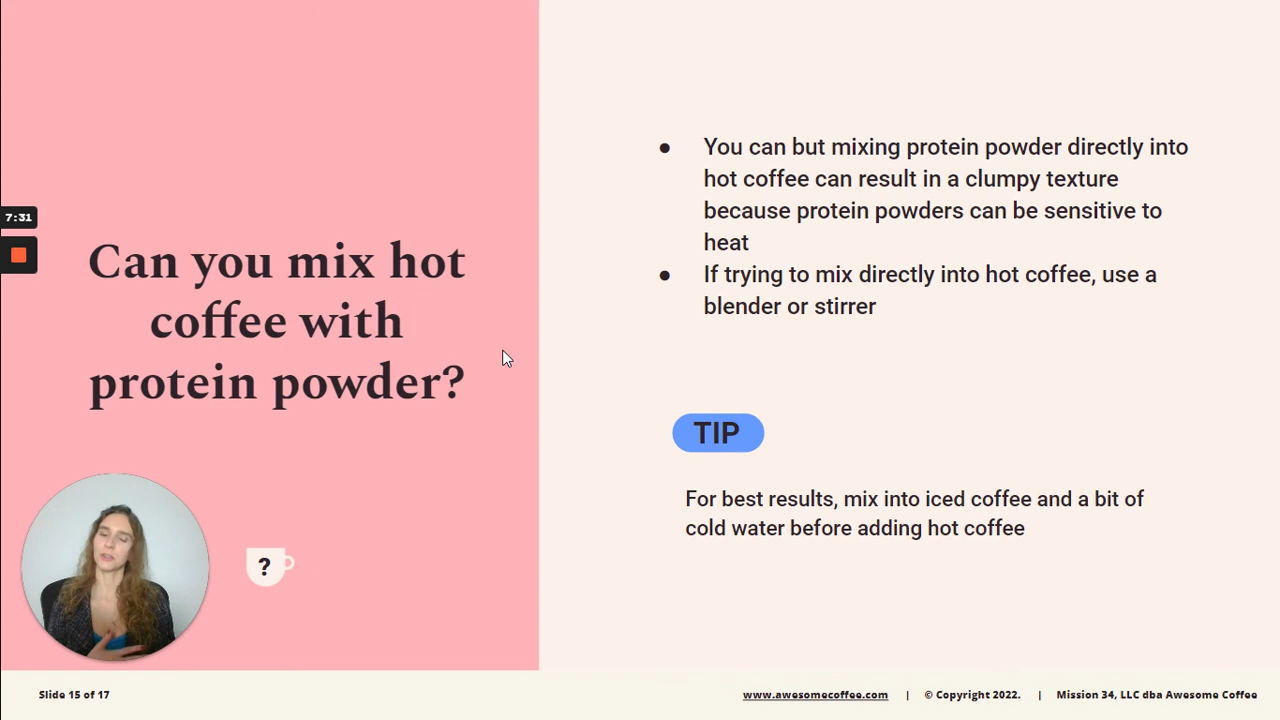 7:31
Can you mix hot
coffee with
protein powder?
?
● You can but mixing protein powder directly into
hot coffee can result in a clumpy texture
because protein powders can be sensitive to
heat
● If trying to mix directly into hot coffee, use a
blender or stirrer
TIP
For best results, mix into iced coffee and a bit of
cold water before adding hot coffee
Slide 15 of 17
www.awesomecoffee.com | © Copyright 2022. | Mission 34, LLC dba Awesome Coffee